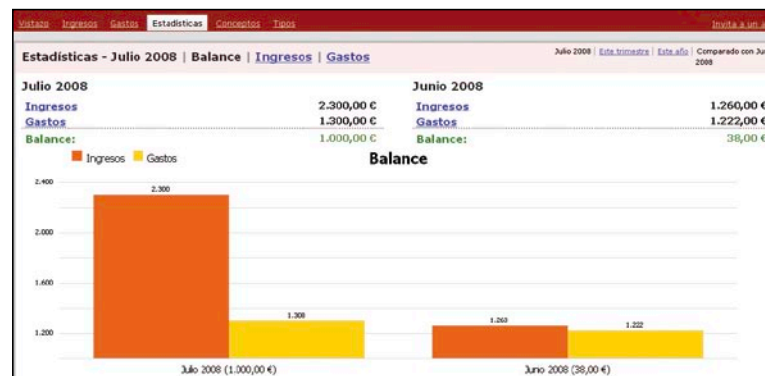 Vistazo Ingresos Gastos Estadísticas Conceptos Tipos Invita a un a
Estadísticas - Julio 2008 | Balance | Ingresos | Gastos
Julio 2008 | Este trimestre | Este año | Comparado con Ju
2008
Julio 2008 Junio 2008
Ingresos 2.300,00 € Ingresos 1.260,00 €
Gastos 1.300,00 € Gastos 1.222,00 €
Balance: 1.000,00 € Balance: 38,00 €
Ingresos Gastos Balance
2.400
2.300
2.000
1.600
1.300
1.260
1.222
1.200
Julio 2008 (1.000,00 €) Junio 2008 (38,00 €)